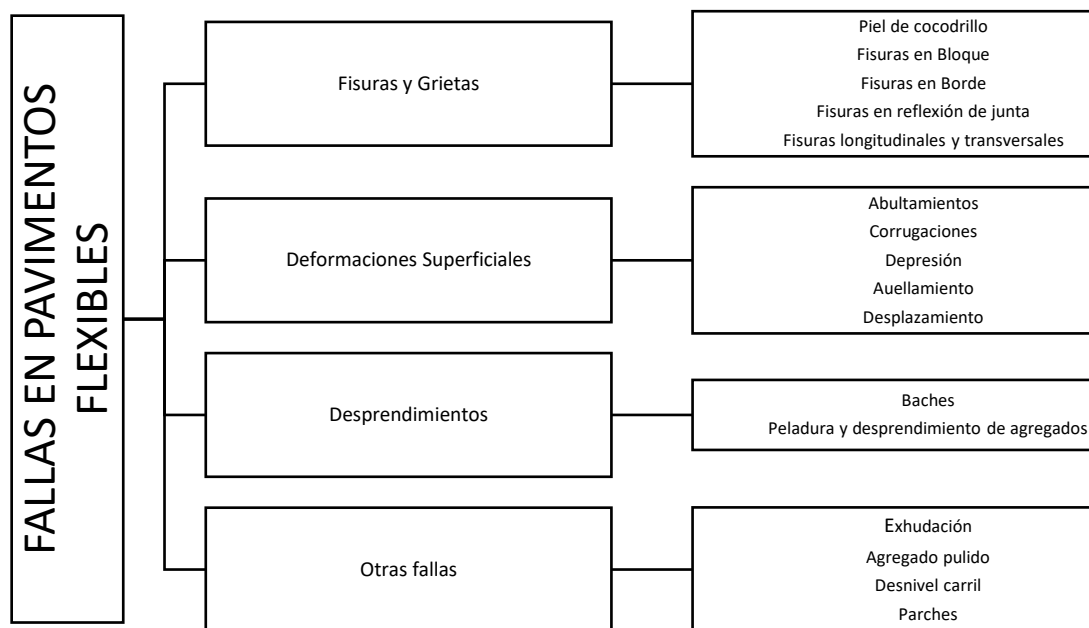 FALLAS EN PAVIMENTOS
FLEXIBLES
Fisuras y Grietas
Piel de cocodrillo
Fisuras en Bloque
Fisuras en Borde
Fisuras en reflexión de junta
Fisuras longitudinales y transversales
Deformaciones Superficiales
Abultamientos
Corrugaciones
Depresión
Auellamiento
Desplazamiento
Desprendimientos
Baches
Peladura y desprendimiento de agregados
Otras fallas
Exhudación
Agregado pulido
Desnivel carril
Parches